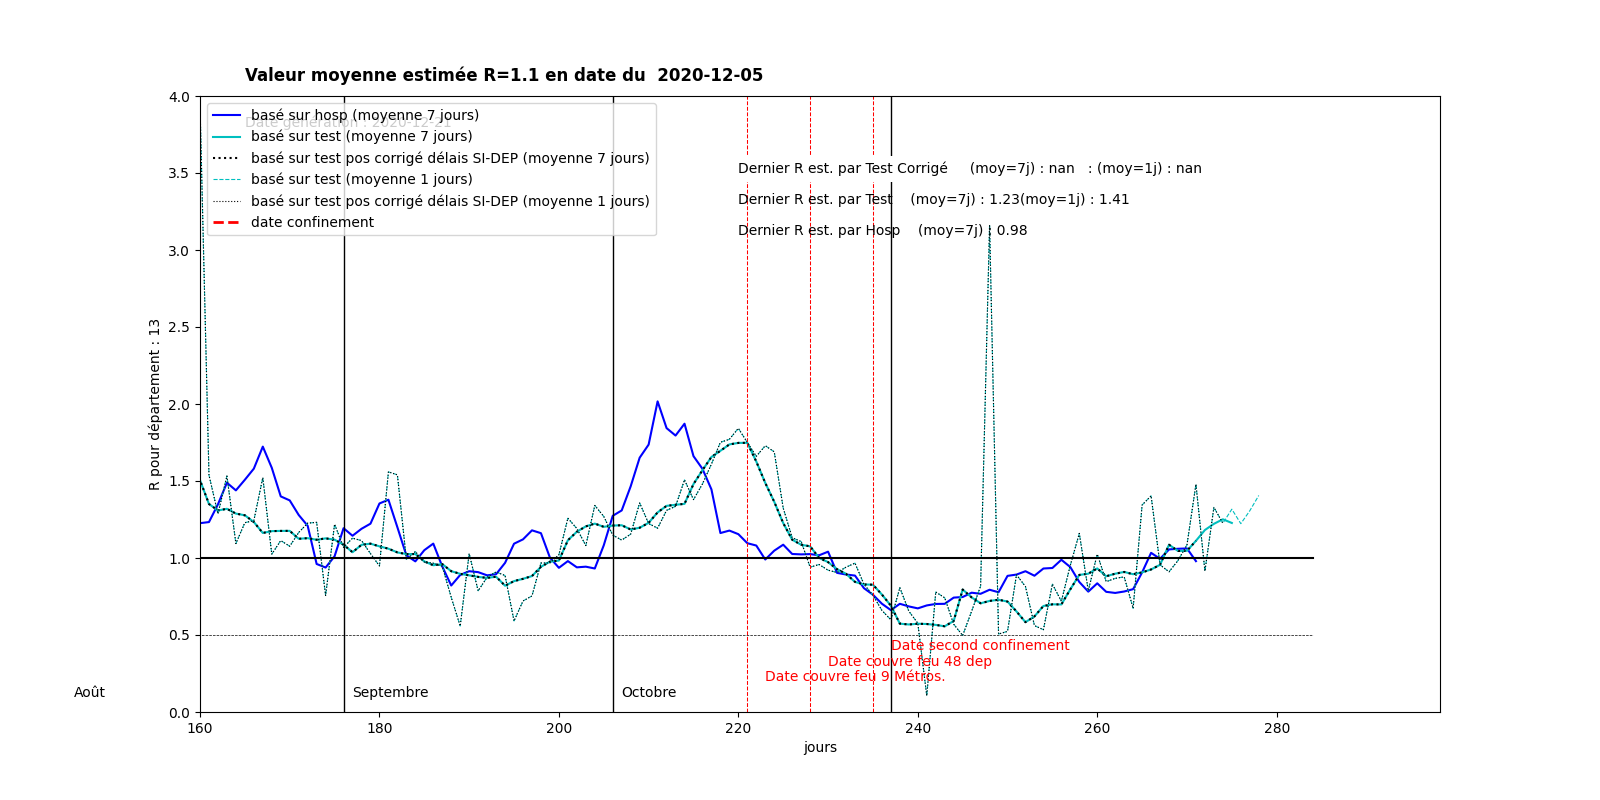 Valeur moyenne estimée R=1.1 en date du  2020-12-05
Date génération : 2020-12-21
basé sur hosp (moyenne 7 jours)
basé sur test (moyenne 7 jours)
basé sur test pos corrigé délais SI-DEP (moyenne 7 jours)
basé sur test (moyenne 1 jours)
basé sur test pos corrigé délais SI-DEP (moyenne 1 jours)
date confinement
Dernier R est. par Test Corrigé     (moy=7j) : nan   : (moy=1j) : nan
Dernier R est. par Test    (moy=7j) : 1.23(moy=1j) : 1.41
Dernier R est. par Hosp    (moy=7j) : 0.98
4.0
3.5
3.0
2.5
2.0
1.5
1.0
0.5
0.0
R pour département : 13
Date second confinement
Date couvre feu 48 dep
Date couvre feu 9 Métros.
Août
Septembre
Octobre
160
180
200
220
240
260
280
jours